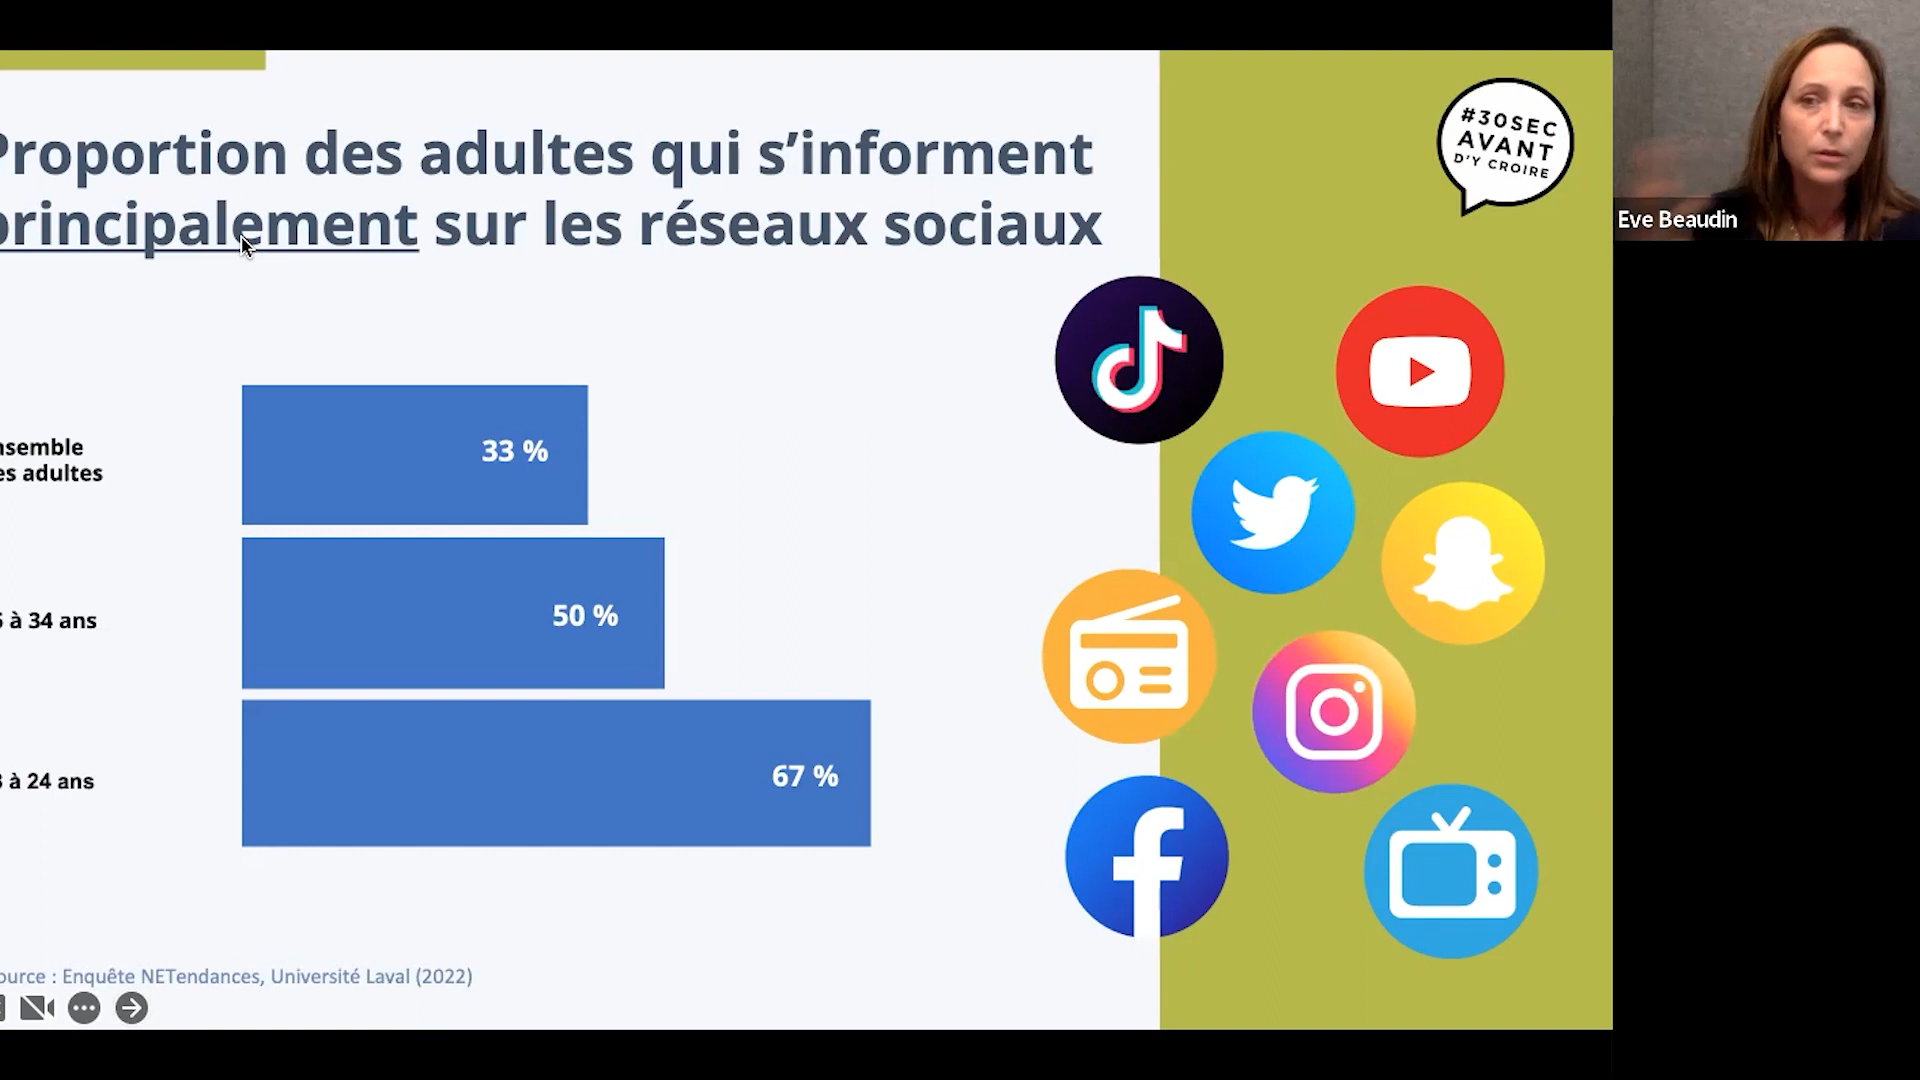 Proportion des adultes qui s'informent
principalement sur les réseaux sociaux
#30SEC
AVANT
D'Y CROIRE
Eve Beaudin
nsemble
es adultes
33 %
à 34 ans
50 %
à 24 ans
67 %
ource : Enquête NETendances, Université Laval (2022)